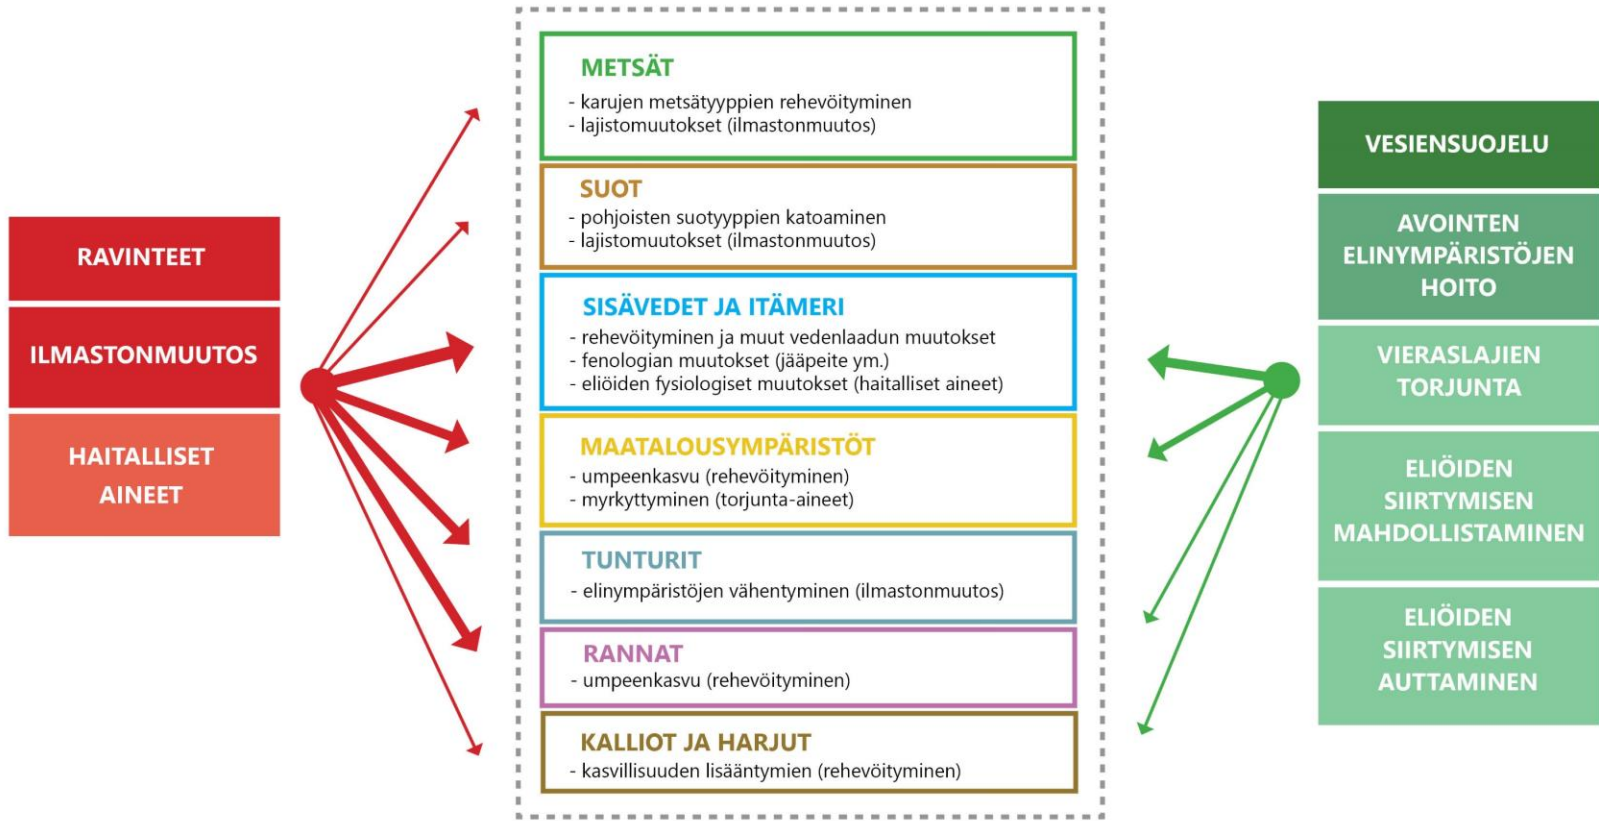 RAVINTEET
ILMASTONMUUTOS
HAITALLISET
AINEET
METSÄT
- karujen metsätyyppien rehevöityminen
- lajistomuutokset (ilmastonmuutos)
SUOT
- pohjoisten suotyyppien katoaminen
- lajistomuutokset (ilmastonmuutos)
SISÄVEDET JA ITÄMERI
- rehevöityminen ja muut vedenlaadun muutokset
- fenologian muutokset (jääpeite ym.)
- eliöiden fysiologiset muutokset (haitalliset aineet)
MAATALOUSYMPÄRISTÖT
- umpeenkasvu (rehevöityminen)
- myrkyttyminen (torjunta-aineet)
TUNTURIT
- elinympäristöjen vähentyminen (ilmastonmuutos)
RANNAT
- umpeenkasvu (rehevöityminen)
KALLIOT JA HARJUT
- kasvillisuuden lisääntymien (rehevöityminen)
VESIENSUOJELU
AVOINTEN
ELINYMPÄRISTÖJEN
HOITO
VIERASLAJIEN
TORJUNTA
ELIÖIDEN
SIIRTYMISEN
MAHDOLLISTAMINEN
ELIÖIDEN
SIIRTYMISEN
AUTTAMINEN